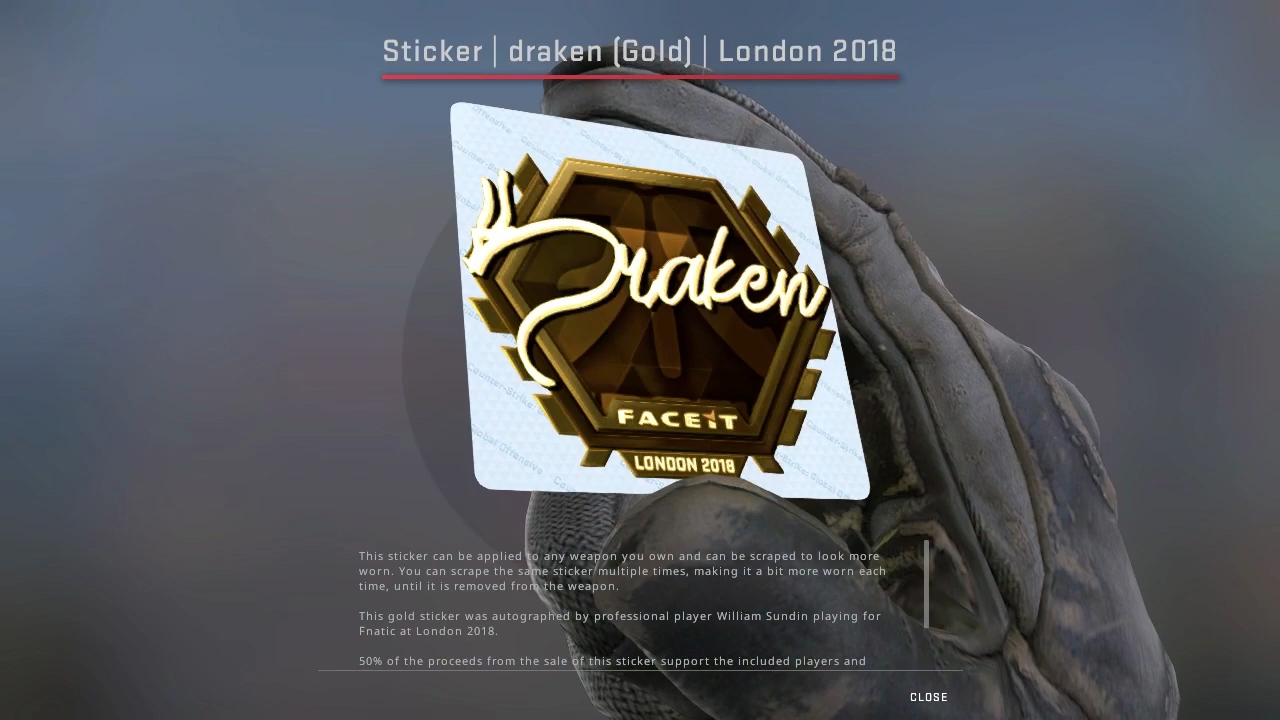 Sticker | draken (Gold) | London 2018
Draken
FACEIT
LONDON 2018
This sticker can be applied to any weapon you own and can be scraped to look more
worn. You can scrape the same sticker multiple times, making it a bit more worn each
time, until it is removed from the weapon.
This gold sticker was autographed by professional player William Sundin playing for
Fnatic at London 2018.
50% of the proceeds from the sale of this sticker support the included players and
CLOSE